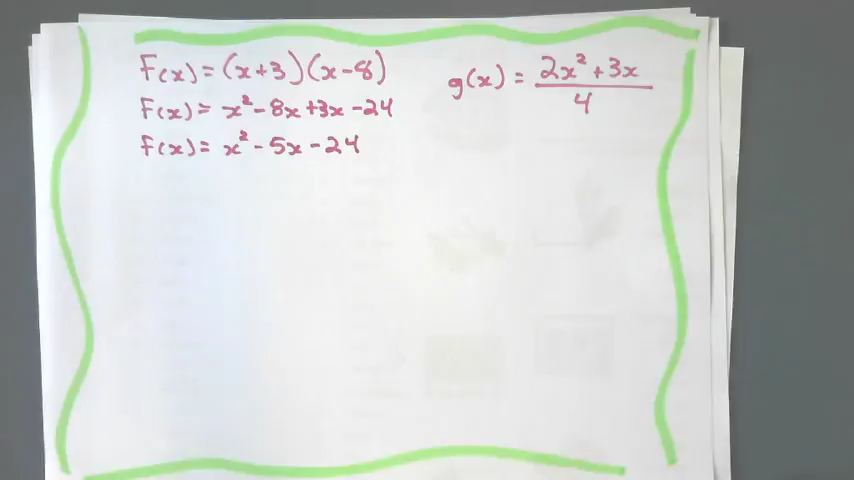 F(x) = (x+3)(x-8)
F(x) = x² - 8x + 3x - 24
F(x) = x² - 5x - 24
g(x) = (2x² + 3x)/4